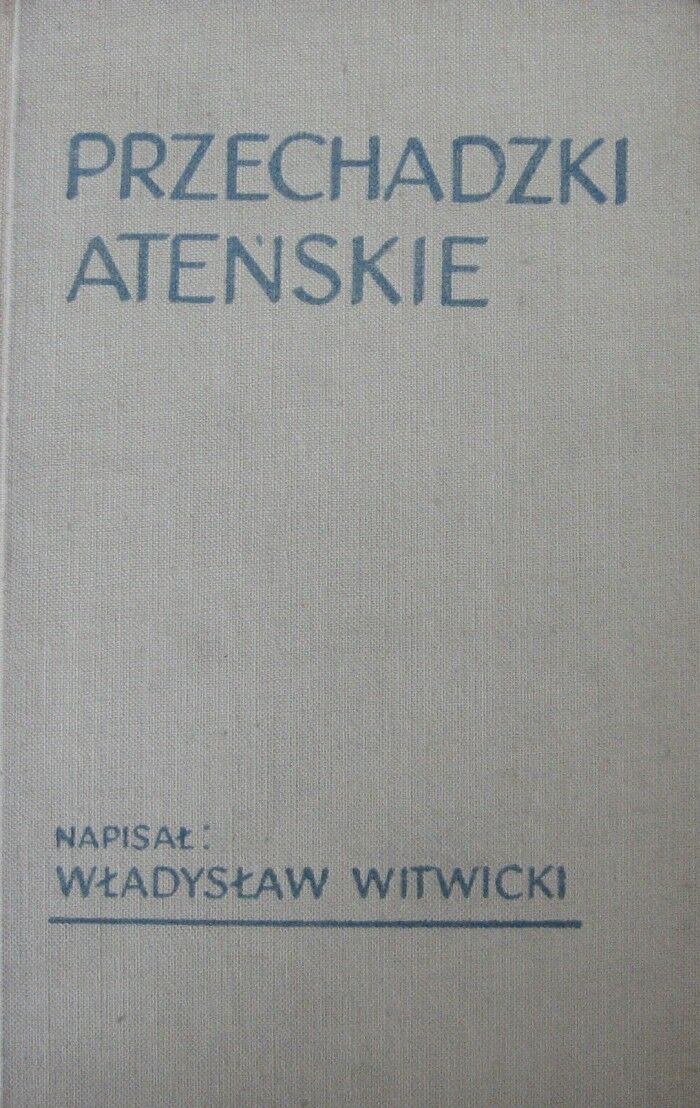 PRZECHADZKI
ATEŃSKIE
NAPISAŁ:
WŁADYSŁAW WITWICKI